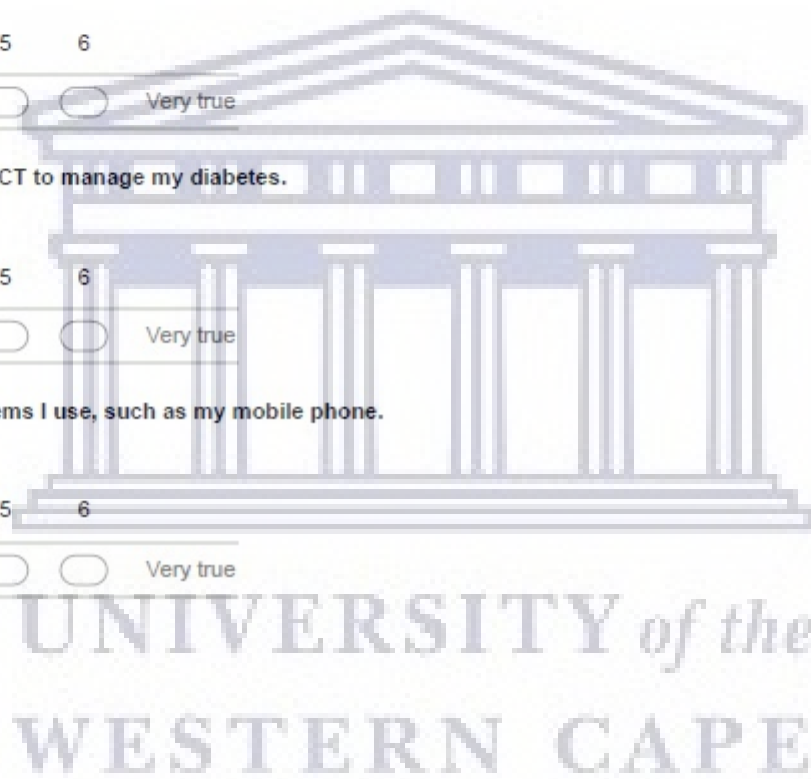 5 6
Very true
CT to manage my diabetes.
5 6
Very true
ems I use, such as my mobile phone.
5 6
Very true
UNIVERSITY of the
WESTERN CAPE